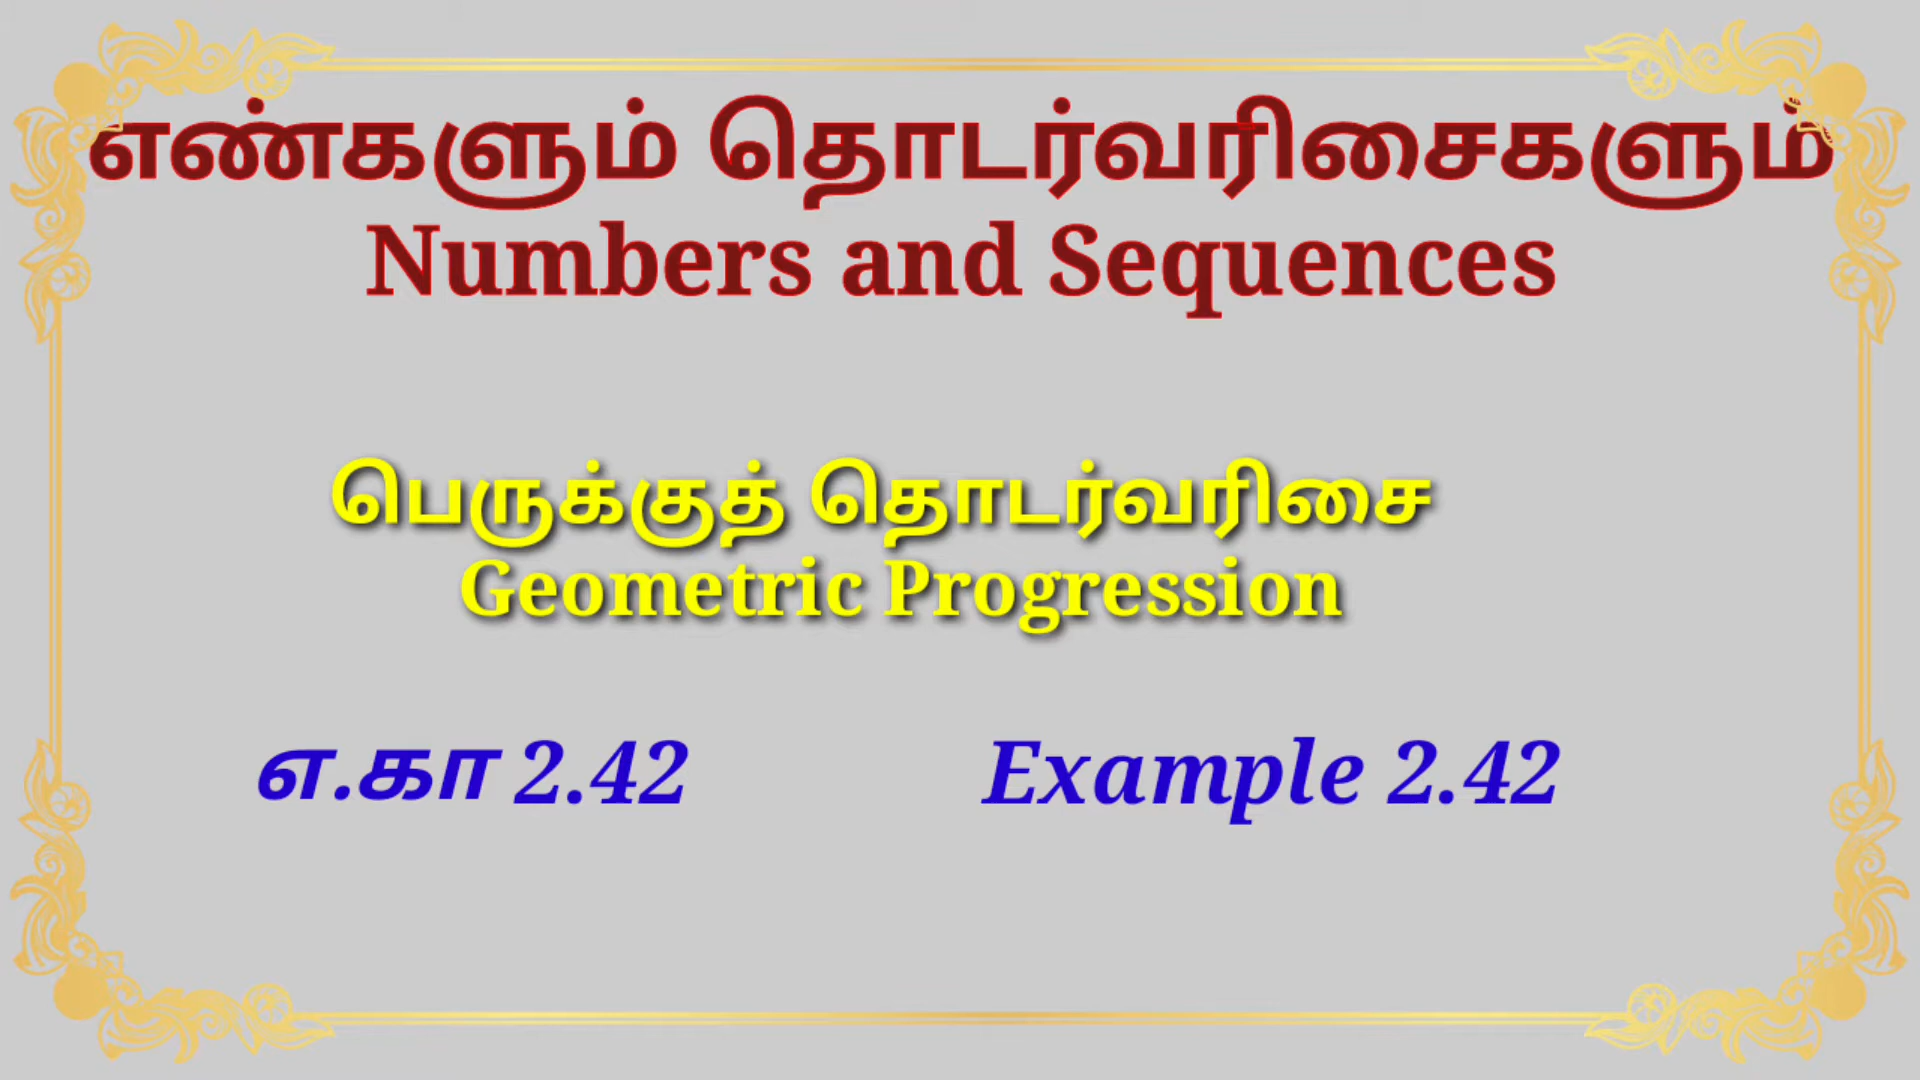 எண்களும் தொடர்வரிசைகளும்
Numbers and Sequences
பெருக்குத் தொடர்வரிசை
Geometric Progression
எ.கா 2.42 Example 2.42